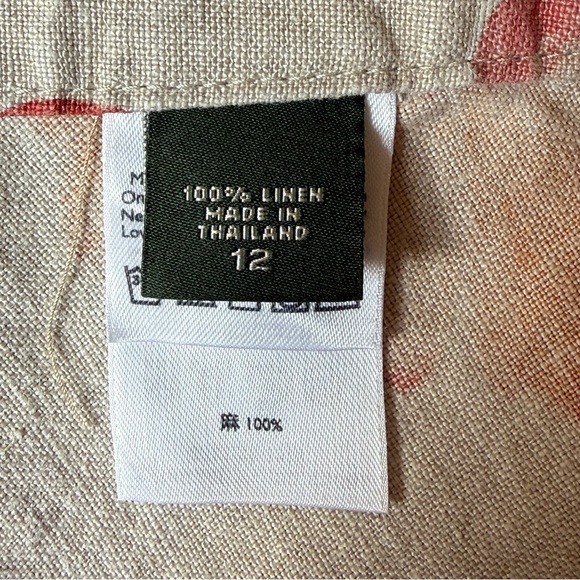 100% LINEN
MADE IN
THAILAND
12
麻 100%